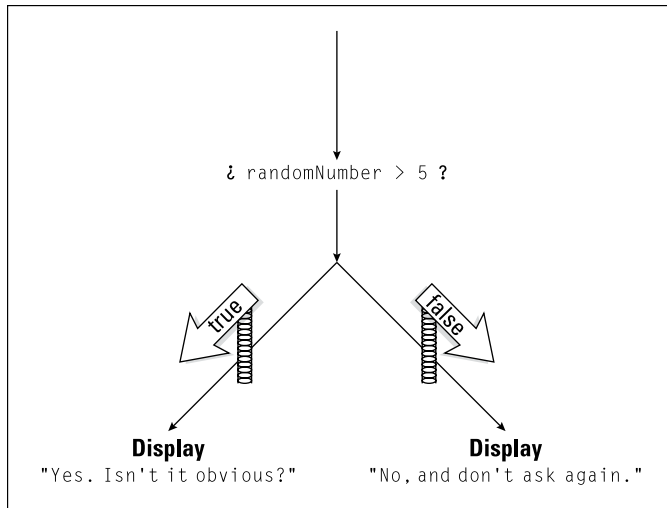 ¿ randomNumber > 5 ?
true
false
Display
"Yes. Isn't it obvious?"
Display
"No, and don't ask again."